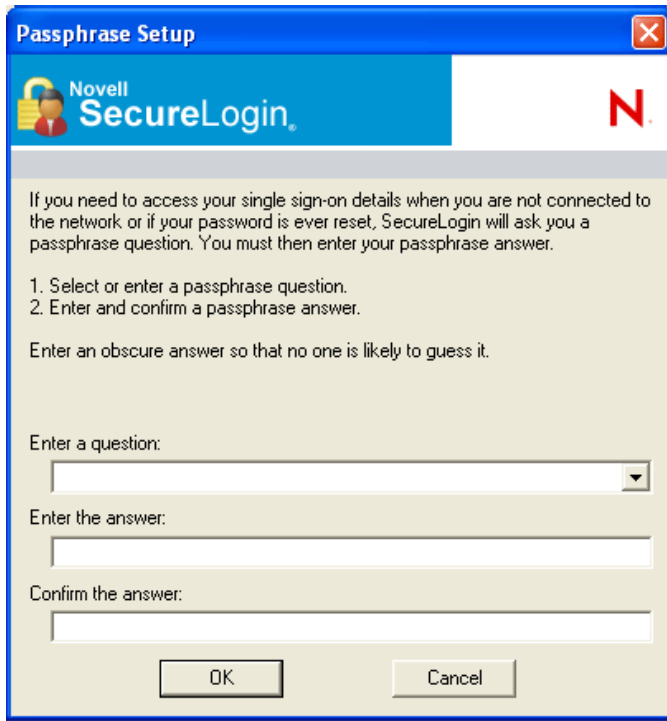 Passphrase Setup
Novell
SecureLogin®
N.
If you need to access your single sign-on details when you are not connected to
the network or if your password is ever reset, SecureLogin will ask you a
passphrase question. You must then enter your passphrase answer.
1. Select or enter a passphrase question.
2. Enter and confirm a passphrase answer.
Enter an obscure answer so that no one is likely to guess it.
Enter a question:
Enter the answer:
Confirm the answer:
OK
Cancel